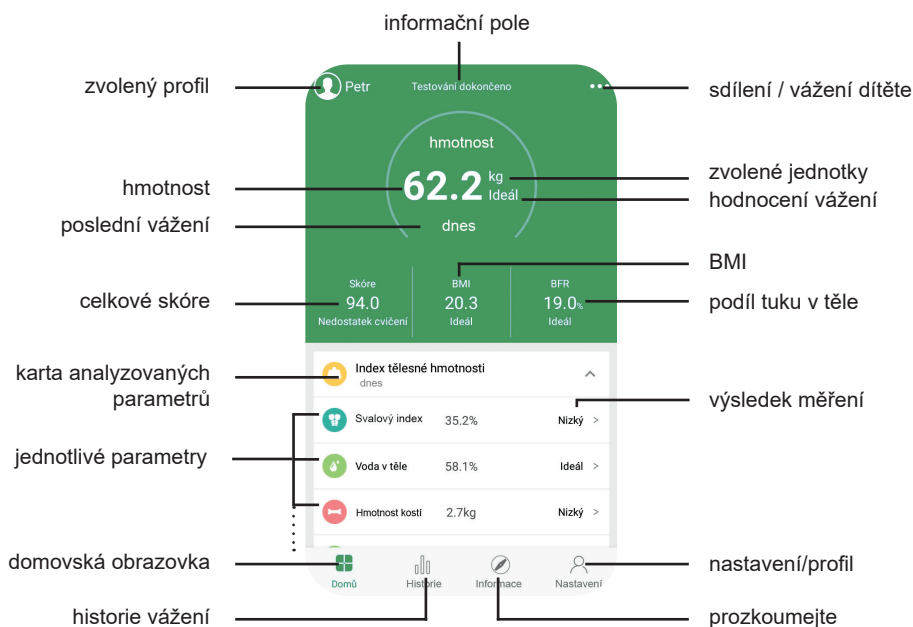 informační pole
zvolený profil
Petr
Testování dokončeno
sdílení / vážení dítěte
hmotnost
hmotnost
62.2 kg
Ideál
zvolené jednotky
hodnocení vážení
poslední vážení
dnes
BMI
celkové skóre
Skóre
94.0
Nedostatek cvičení
BMI
20.3
Ideál
BFR
19.0%
Ideál
podíl tuku v těle
karta analyzovaných
parametrů
Index tělesné hmotnosti
dnes
výsledek měření
jednotlivé parametry
Svalový index 35.2% Nizký >
Voda v těle 58.1% Ideál >
Hmotnost kostí 2.7kg Nizký >
domovská obrazovka
Domů
Historie
Informace
Nastavení
nastavení/profil
historie vážení
prozkoumejte